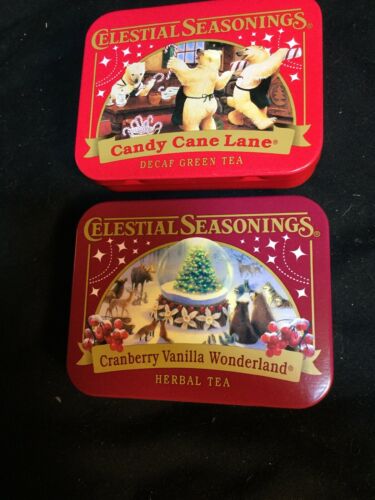 CELESTIAL SEASONINGS®
Candy Cane Lane®
DECAF GREEN TEA
CELESTIAL SEASONINGS®
Cranberry Vanilla Wonderland®
HERBAL TEA